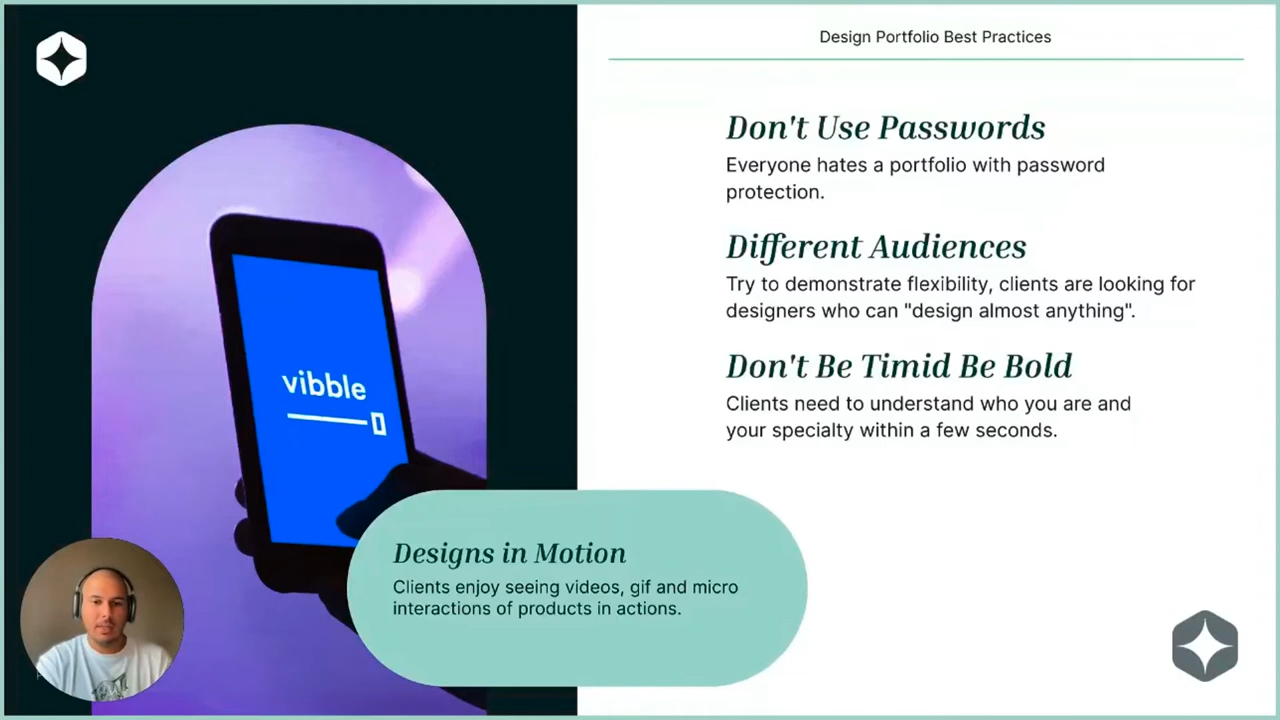 Design Portfolio Best Practices
Don't Use Passwords
Everyone hates a portfolio with password
protection.
Different Audiences
Try to demonstrate flexibility, clients are looking for
designers who can "design almost anything".
Don't Be Timid Be Bold
Clients need to understand who you are and
your specialty within a few seconds.
vibble
Designs in Motion
Clients enjoy seeing videos, gif and micro
interactions of products in actions.